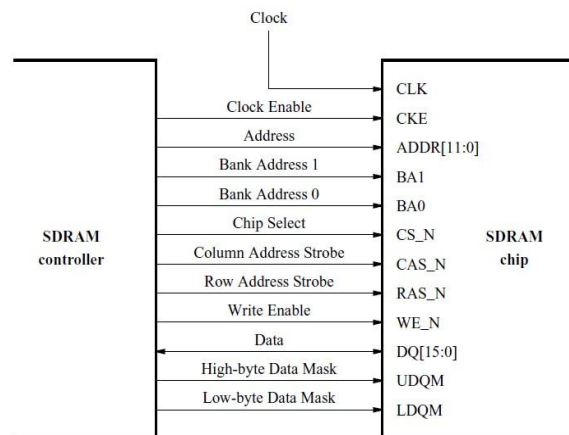 Clock
CLK
Clock Enable
CKE
Address
ADDR[11:0]
Bank Address 1
BA1
Bank Address 0
BA0
Chip Select
CS_N
SDRAM
controller
SDRAM
chip
Column Address Strobe
CAS_N
Row Address Strobe
RAS_N
Write Enable
WE_N
Data
DQ[15:0]
High-byte Data Mask
UDQM
Low-byte Data Mask
LDQM